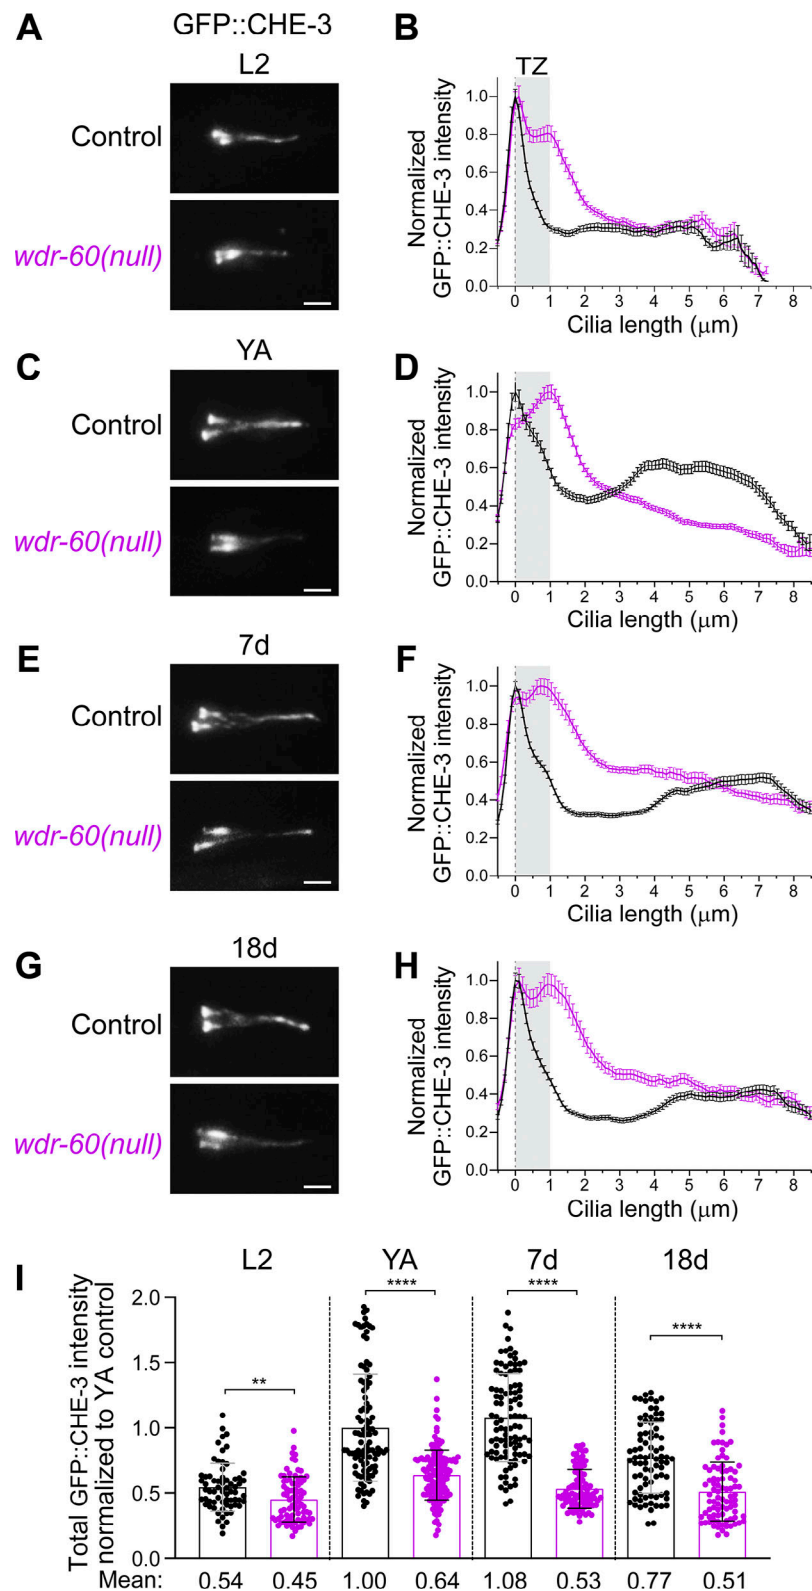 A
GFP::CHE-3
L2
Control
wdr-60(null)
B
TZ
Normalized
GFP::CHE-3 intensity
1.0
0.8
0.6
0.4
0.2
0.0
0 1 2 3 4 5 6 7 8
Cilia length (μm)
C
YA
Control
wdr-60(null)
D
Normalized
GFP::CHE-3 intensity
1.0
0.8
0.6
0.4
0.2
0.0
0 1 2 3 4 5 6 7 8
Cilia length (μm)
E
7d
Control
wdr-60(null)
F
Normalized
GFP::CHE-3 intensity
1.0
0.8
0.6
0.4
0.2
0.0
0 1 2 3 4 5 6 7 8
Cilia length (μm)
G
18d
Control
wdr-60(null)
H
Normalized
GFP::CHE-3 intensity
1.0
0.8
0.6
0.4
0.2
0.0
0 1 2 3 4 5 6 7 8
Cilia length (μm)
I
L2 YA 7d 18d
Total GFP::CHE-3 intensity
normalized to YA control
2.0
1.5
1.0
0.5
0.0
** **** **** ****
Mean: 0.54 0.45 1.00 0.64 1.08 0.53 0.77 0.51